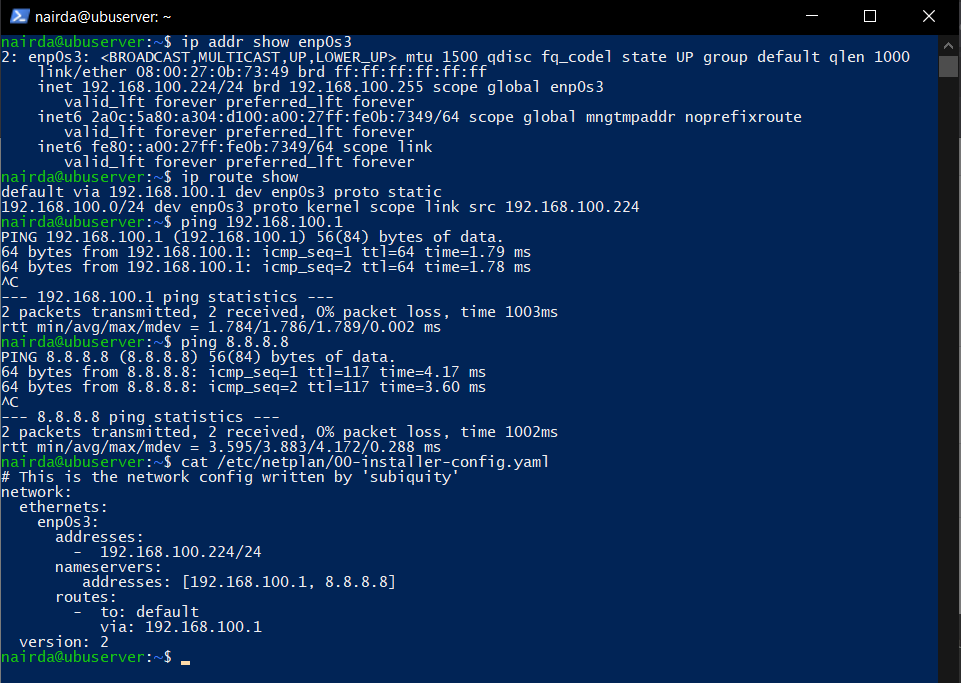 nairda@ubuserver: ~
nairda@ubuserver:~$ ip addr show enp0s3
2: enp0s3: <BROADCAST,MULTICAST,UP,LOWER_UP> mtu 1500 qdisc fq_codel state UP group default qlen 1000
    link/ether 08:00:27:0b:73:49 brd ff:ff:ff:ff:ff:ff
    inet 192.168.100.224/24 brd 192.168.100.255 scope global enp0s3
       valid_lft forever preferred_lft forever
    inet6 2a0c:5a80:a304:d100:a00:27ff:fe0b:7349/64 scope global mngtmpaddr noprefixroute
       valid_lft forever preferred_lft forever
    inet6 fe80::a00:27ff:fe0b:7349/64 scope link
       valid_lft forever preferred_lft forever
nairda@ubuserver:~$ ip route show
default via 192.168.100.1 dev enp0s3 proto static
192.168.100.0/24 dev enp0s3 proto kernel scope link src 192.168.100.224
nairda@ubuserver:~$ ping 192.168.100.1
PING 192.168.100.1 (192.168.100.1) 56(84) bytes of data.
64 bytes from 192.168.100.1: icmp_seq=1 ttl=64 time=1.79 ms
64 bytes from 192.168.100.1: icmp_seq=2 ttl=64 time=1.78 ms
^C
--- 192.168.100.1 ping statistics ---
2 packets transmitted, 2 received, 0% packet loss, time 1003ms
rtt min/avg/max/mdev = 1.784/1.786/1.789/0.002 ms
nairda@ubuserver:~$ ping 8.8.8.8
PING 8.8.8.8 (8.8.8.8) 56(84) bytes of data.
64 bytes from 8.8.8.8: icmp_seq=1 ttl=117 time=4.17 ms
64 bytes from 8.8.8.8: icmp_seq=2 ttl=117 time=3.60 ms
^C
--- 8.8.8.8 ping statistics ---
2 packets transmitted, 2 received, 0% packet loss, time 1002ms
rtt min/avg/max/mdev = 3.595/3.883/4.172/0.288 ms
nairda@ubuserver:~$ cat /etc/netplan/00-installer-config.yaml
# This is the network config written by 'subiquity'
network:
  ethernets:
    enp0s3:
      addresses:
        -  192.168.100.224/24
      nameservers:
         addresses: [192.168.100.1, 8.8.8.8]
      routes:
        -  to: default
           via: 192.168.100.1
  version: 2
nairda@ubuserver:~$